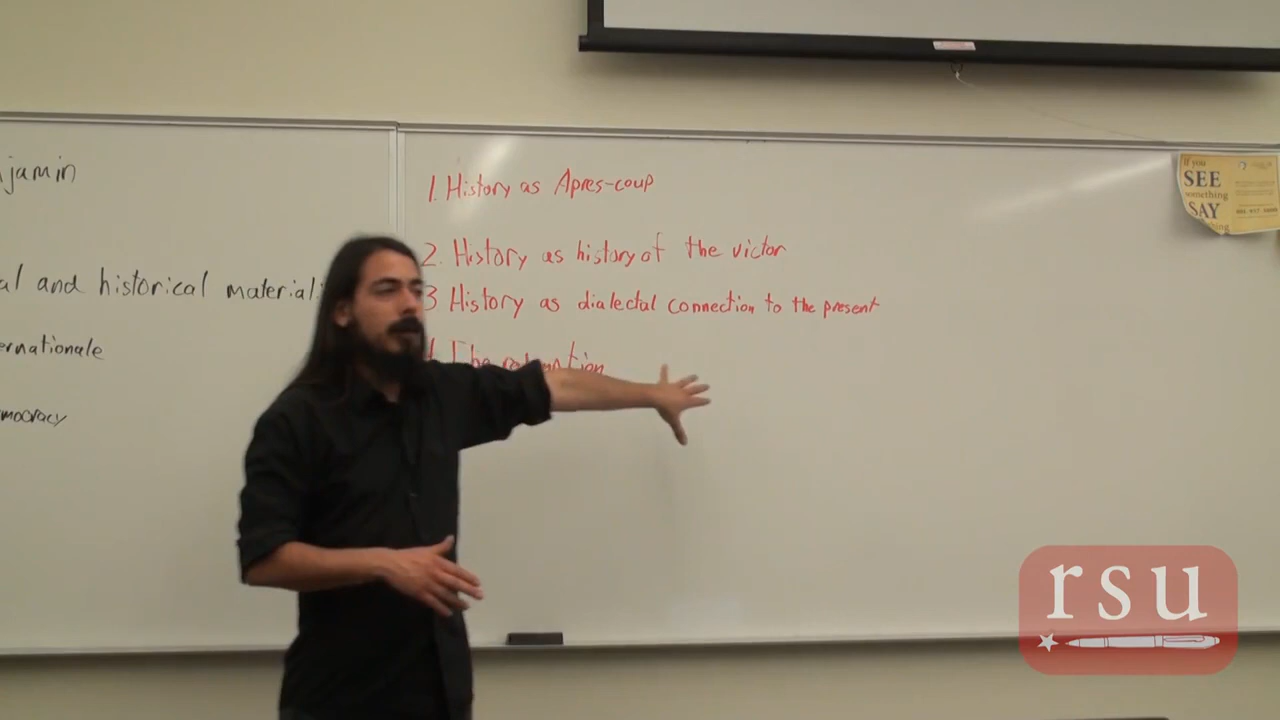 jamin
al and historical material
ernationale
mocracy
1. History as Apres-coup
2. History as history of the victor
3 History as dialectal connection to the present
If you
SEE
something
SAY
rsu